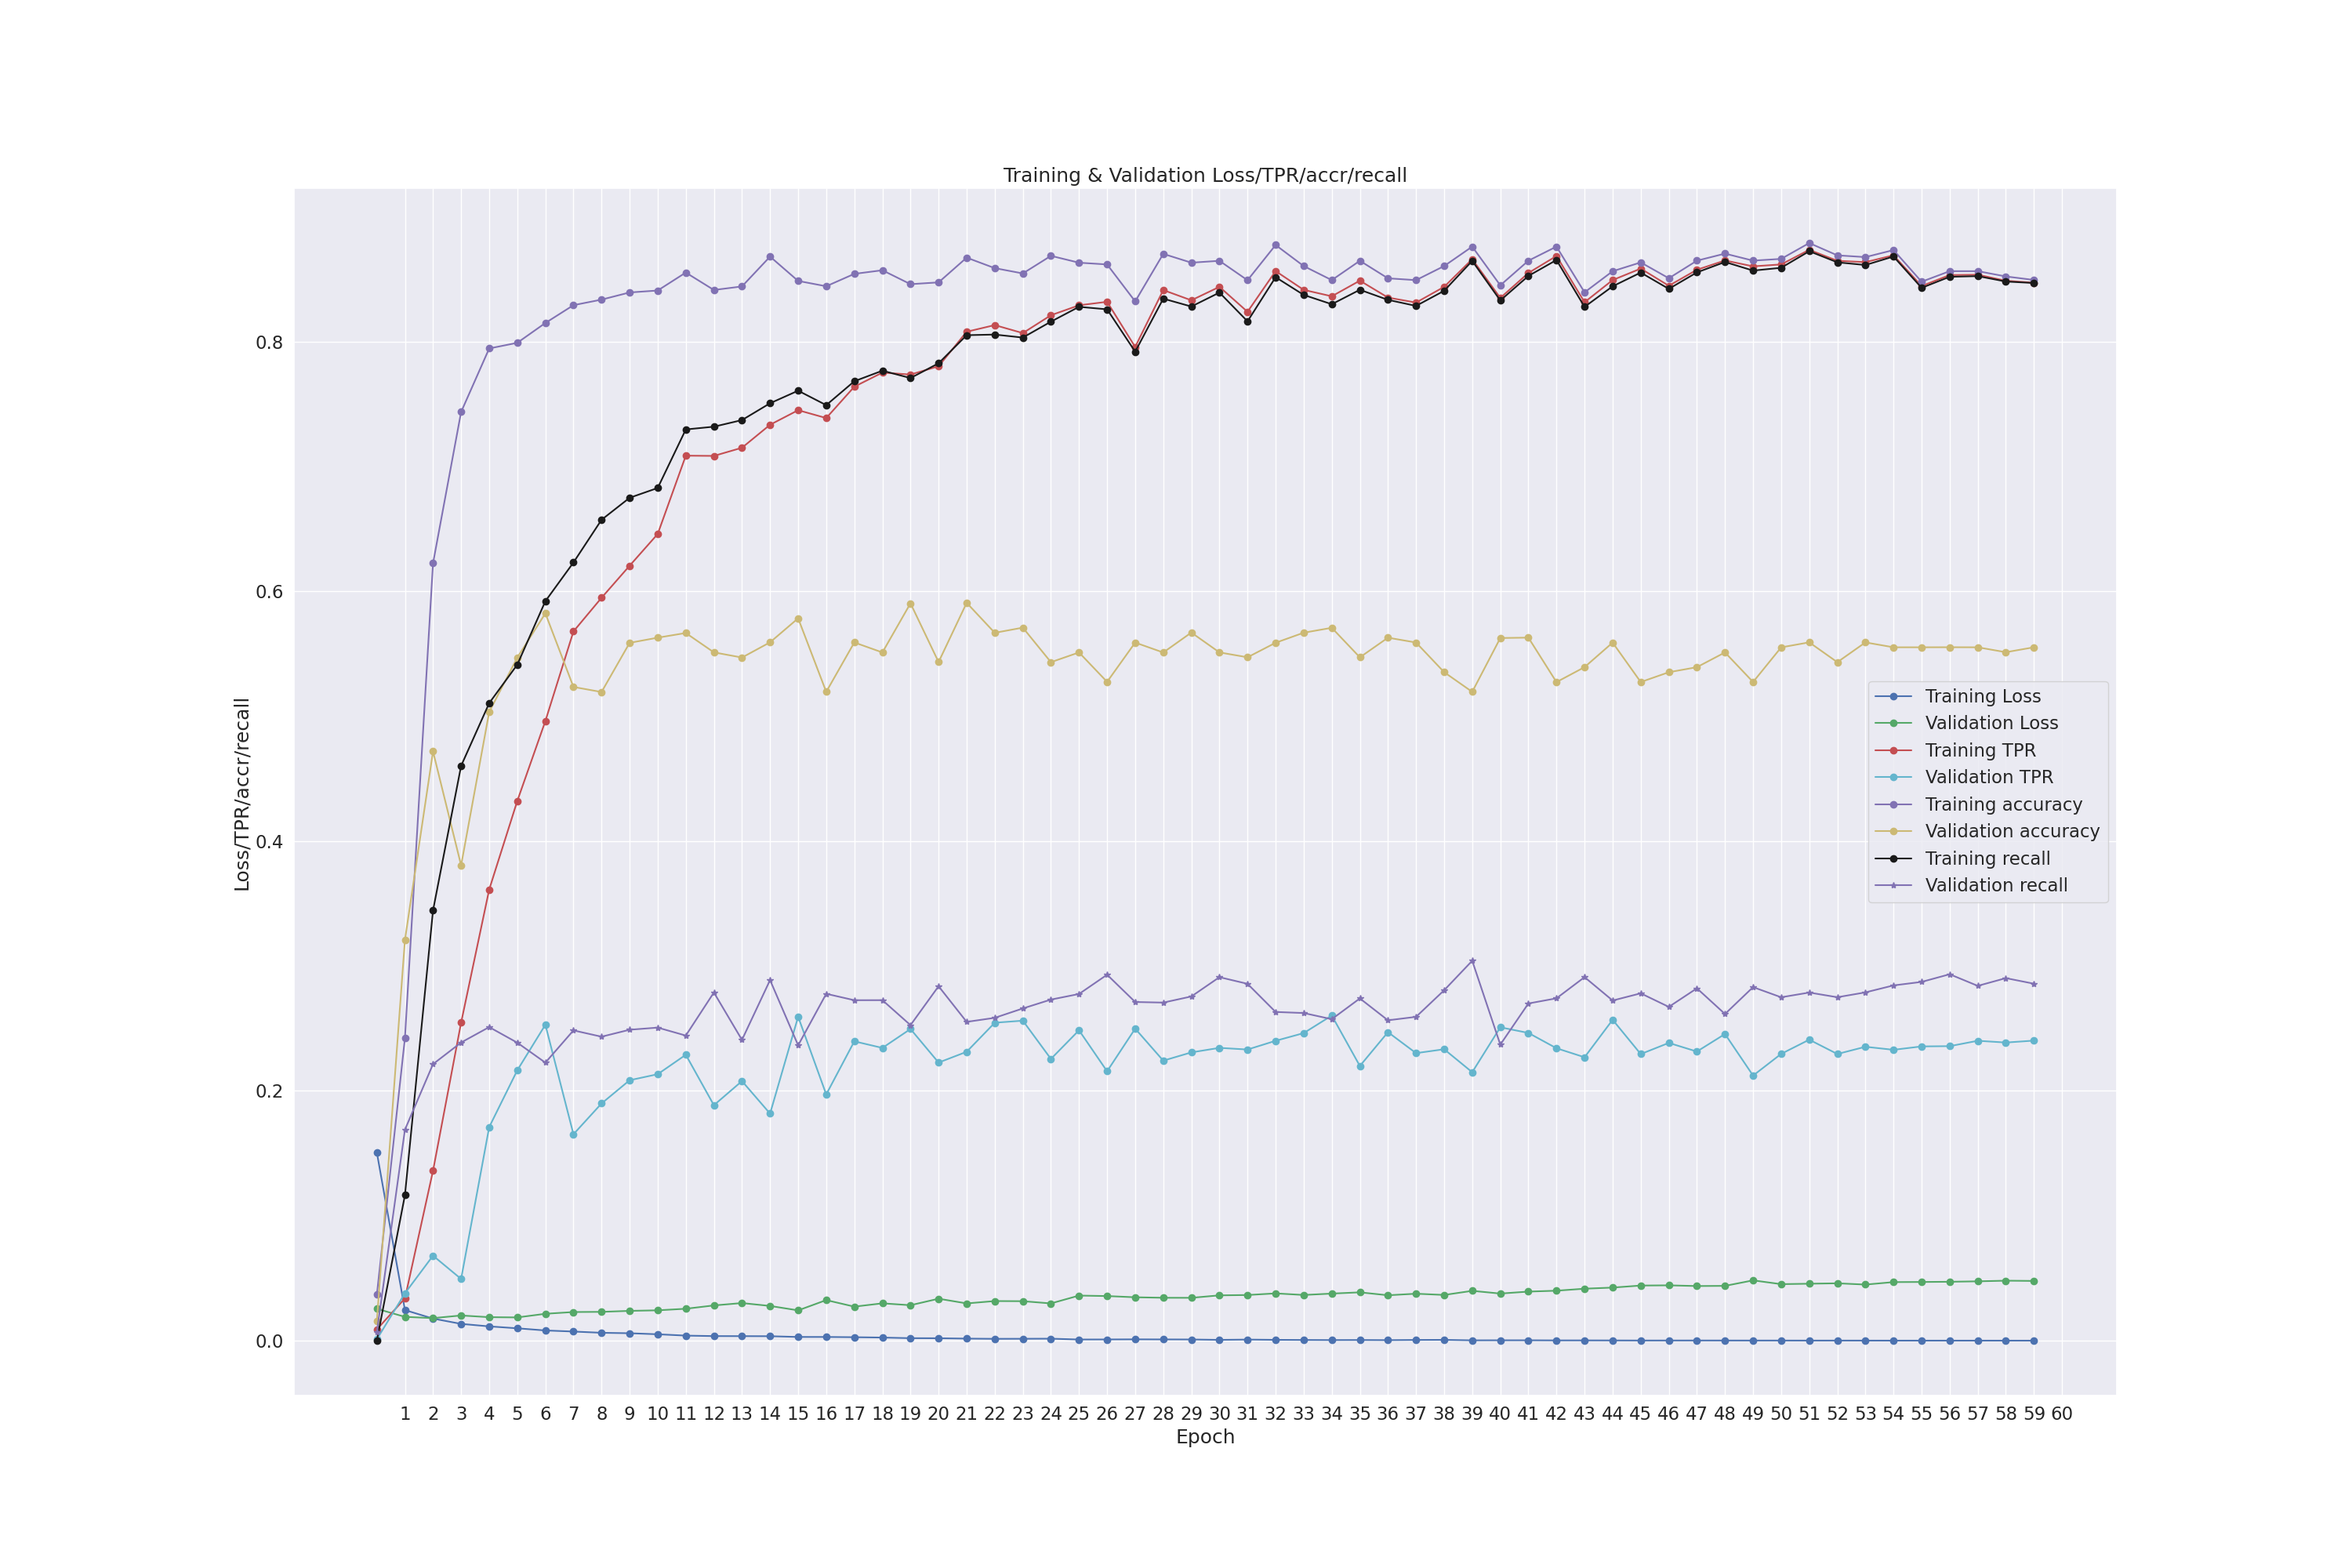 Training & Validation Loss/TPR/accr/recall
Loss/TPR/accr/recall
0.8
0.6
0.4
0.2
0.0
Training Loss
Validation Loss
Training TPR
Validation TPR
Training accuracy
Validation accuracy
Training recall
Validation recall
1 2 3 4 5 6 7 8 9 10 11 12 13 14 15 16 17 18 19 20 21 22 23 24 25 26 27 28 29 30 31 32 33 34 35 36 37 38 39 40 41 42 43 44 45 46 47 48 49 50 51 52 53 54 55 56 57 58 59 60
Epoch